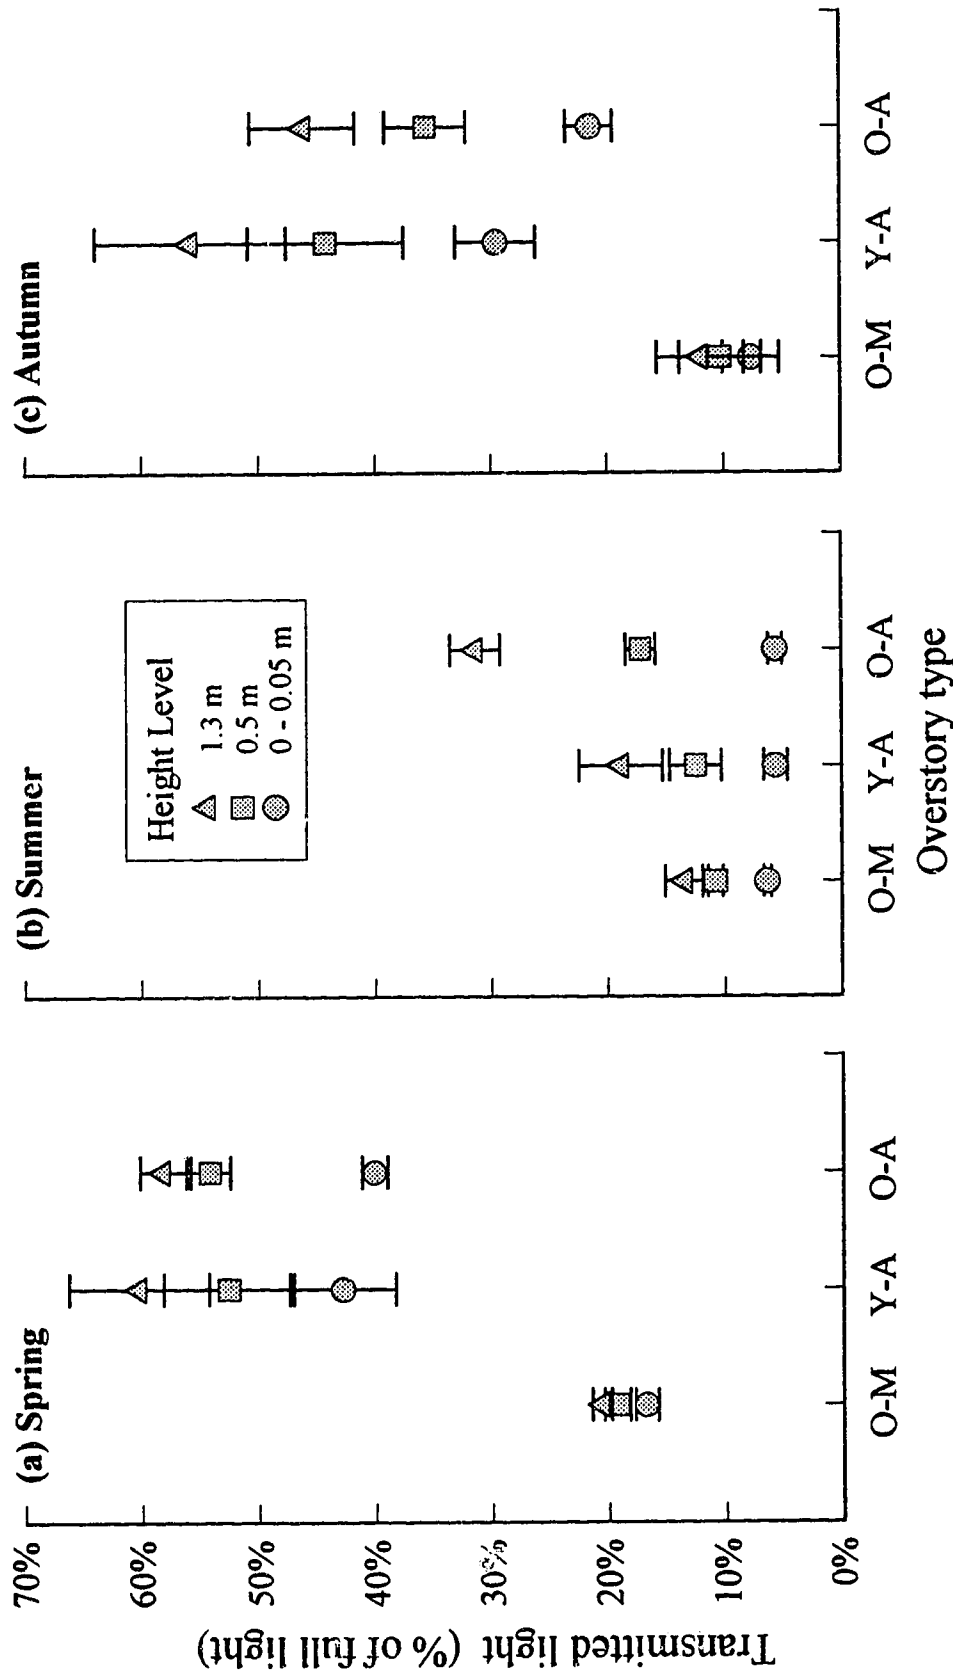 (a) Spring
(b) Summer
(c) Autumn
Transmitted light (% of full light)
70%
60%
50%
40%
30%
20%
10%
0%
Height Level
1.3 m
0.5 m
0 - 0.05 m
O-M Y-A O-A
O-M Y-A O-A
O-M Y-A O-A
Overstory type